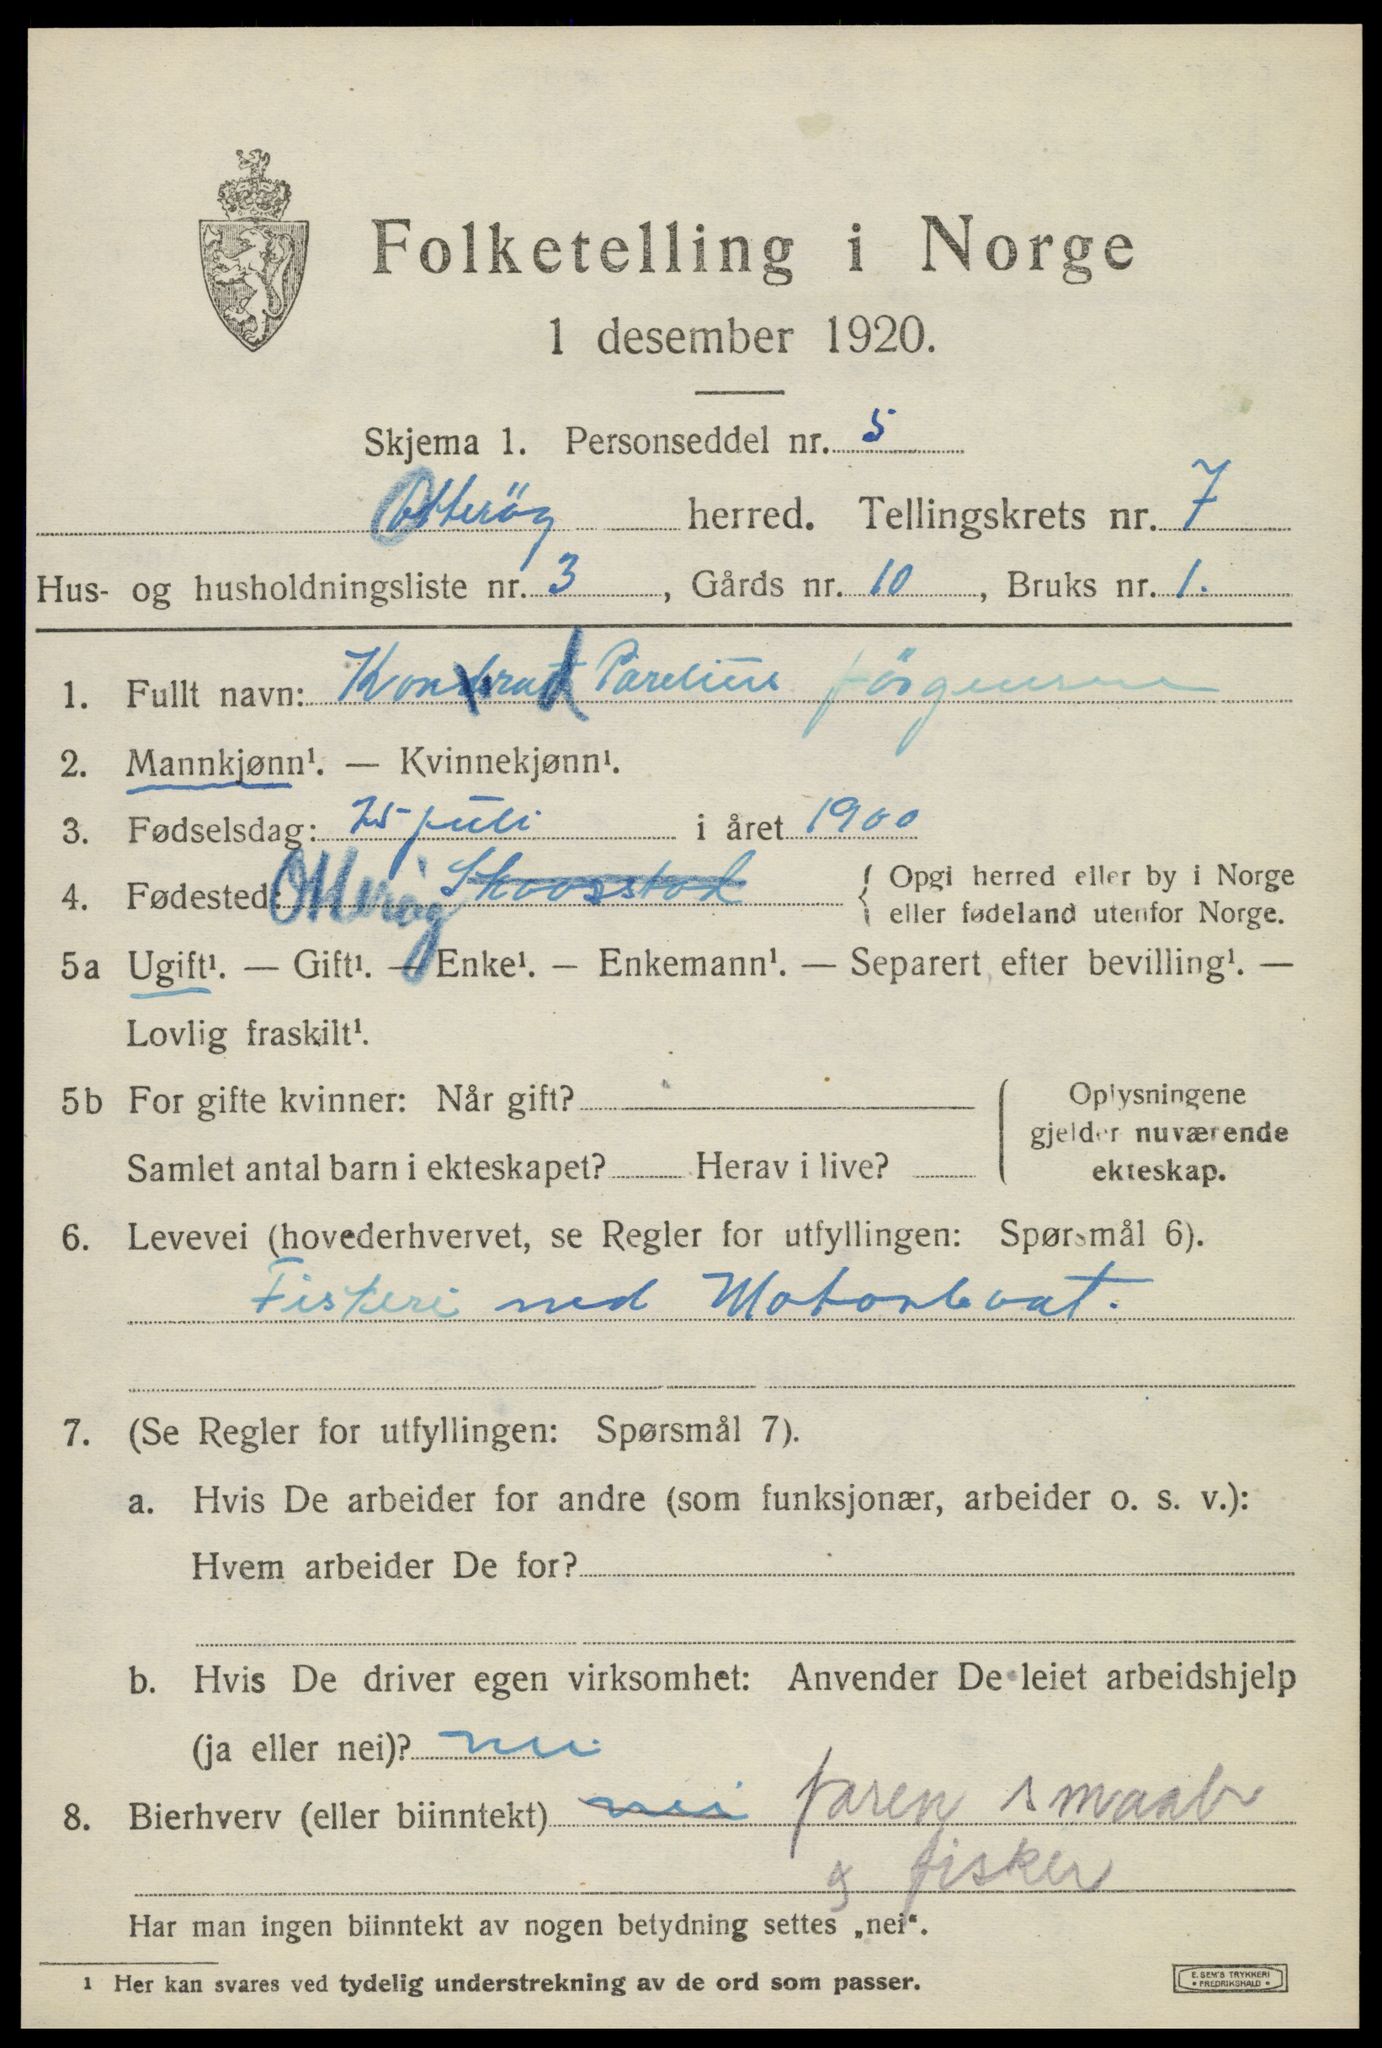 Folketelling i Norge
1 desember 1920.
Skjema 1. Personseddel nr. 5
Otterøy herred. Tellingskrets nr. 7
Hus- og husholdningsliste nr. 3, Gårds nr. 10, Bruks nr. 1.
1. Fullt navn: Konrad Parelius Jörgensen
2. Mannkjønn¹. — Kvinnekjønn¹.
3. Fødselsdag: 25 juli i året 1900
4. Fødested: Otterøy { Opgi herred eller by i Norge
eller fødeland utenfor Norge.
5a Ugift¹. — Gift¹. — Enke¹. — Enkemann¹. — Separert efter bevilling¹. —
Lovlig fraskilt¹.
5b For gifte kvinner: Når gift? ( Oplysningene
gjelder nuværende
Samlet antal barn i ekteskapet? Herav i live? ekteskap.
6. Levevei (hovederhvervet, se Regler for utfyllingen: Spørsmål 6).
Fiskeri med Motorboat.
7. (Se Regler for utfyllingen: Spørsmål 7).
a. Hvis De arbeider for andre (som funksjonær, arbeider o. s. v.):
Hvem arbeider De for?
b. Hvis De driver egen virksomhet: Anvender De leiet arbeidshjelp
(ja eller nei)? nei
8. Bierhverv (eller biinntekt) nei faren smaabr
g fisker
Har man ingen biinntekt av nogen betydning settes „nei“.
¹ Her kan svares ved tydelig understrekning av de ord som passer.
E. SEM'S TRYKKERI
• FREDRIKSHALD •